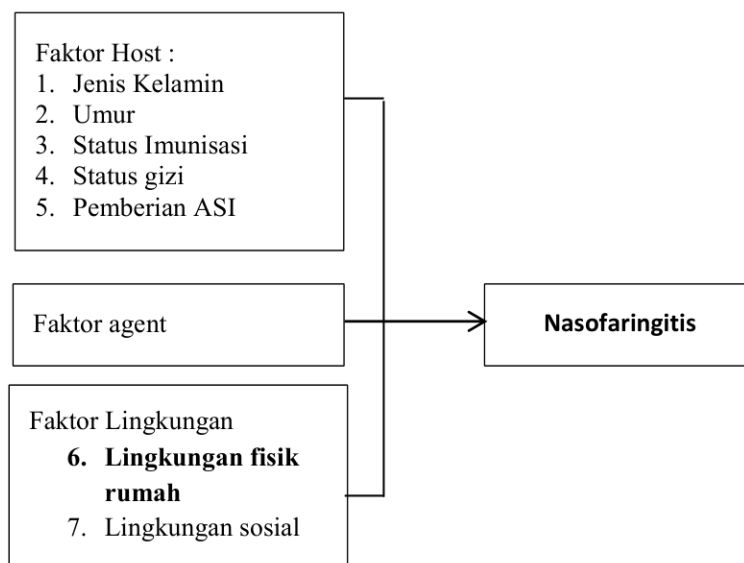 Faktor Host :
1. Jenis Kelamin
2. Umur
3. Status Imunisasi
4. Status gizi
5. Pemberian ASI
Faktor agent
Nasofaringitis
Faktor Lingkungan
6. Lingkungan fisik
rumah
7. Lingkungan sosial